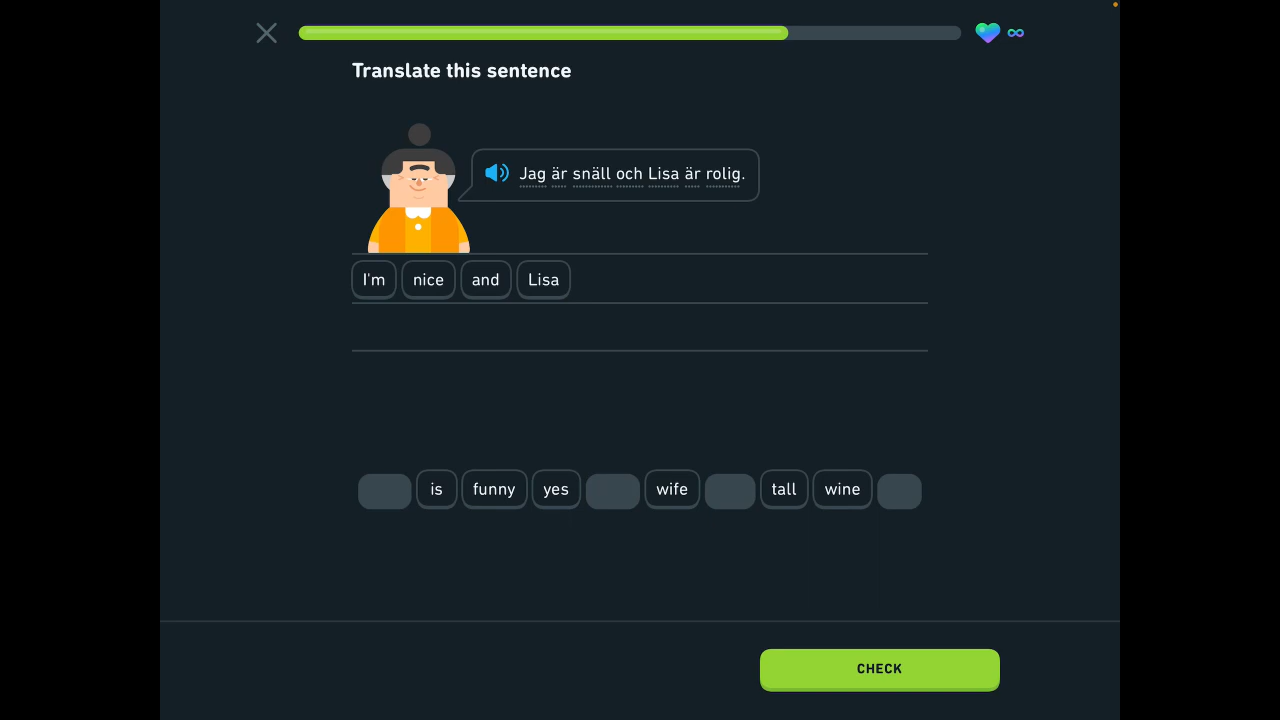 ∞
Translate this sentence
Jag är snäll och Lisa är rolig.
I'm nice and Lisa
is funny yes wife tall wine
CHECK